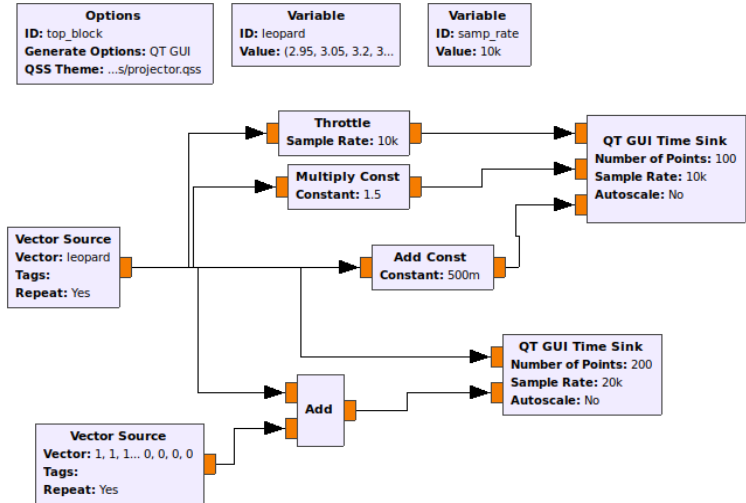 Options
ID: top_block
Generate Options: QT GUI
QSS Theme: ...s/projector.qss
Variable
ID: leopard
Value: (2.95, 3.05, 3.2, 3...
Variable
ID: samp_rate
Value: 10k
Throttle
Sample Rate: 10k
Multiply Const
Constant: 1.5
QT GUI Time Sink
Number of Points: 100
Sample Rate: 10k
Autoscale: No
Vector Source
Vector: leopard
Tags:
Repeat: Yes
Add Const
Constant: 500m
QT GUI Time Sink
Number of Points: 200
Sample Rate: 20k
Autoscale: No
Add
Vector Source
Vector: 1, 1, 1... 0, 0, 0, 0
Tags:
Repeat: Yes